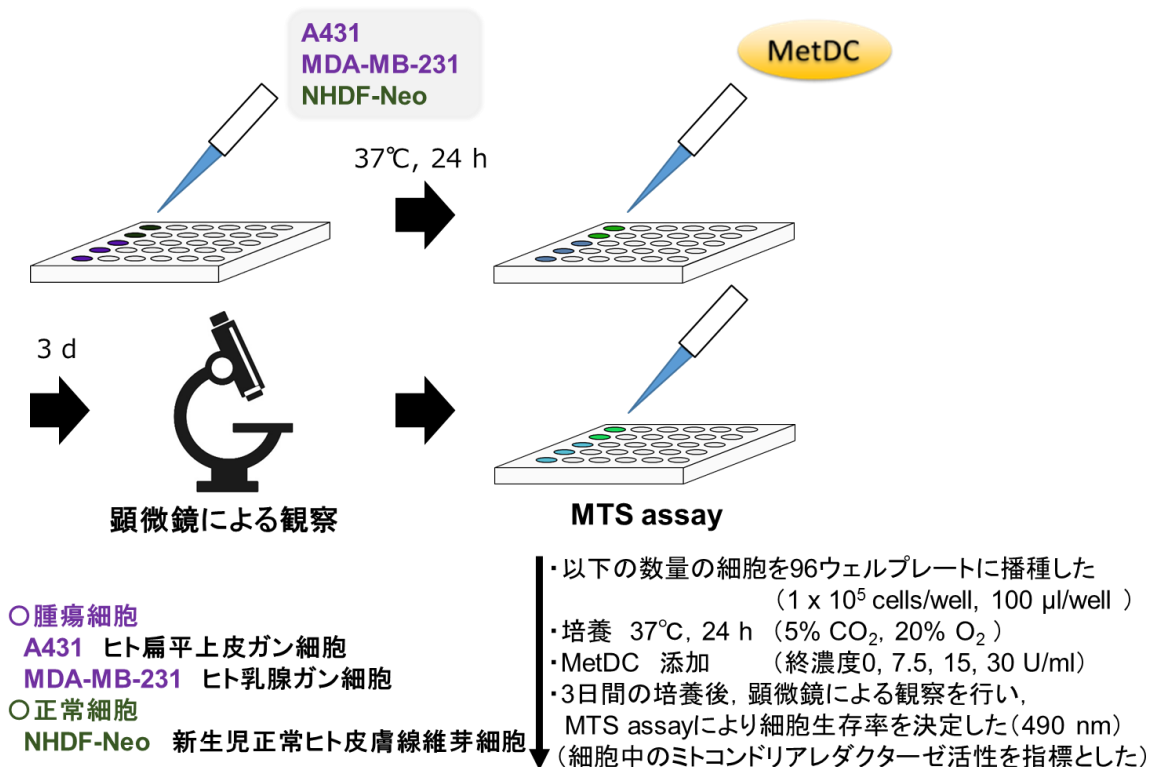 A431
MDA-MB-231
NHDF-Neo
MetDC
37℃, 24 h
3 d
顕微鏡による観察
MTS assay
○腫瘍細胞
A431 ヒト扁平上皮ガン細胞
MDA-MB-231 ヒト乳腺ガン細胞
○正常細胞
NHDF-Neo 新生児正常ヒト皮膚線維芽細胞
・以下の数量の細胞を96ウェルプレートに播種した
（1 x 10⁵ cells/well, 100 µl/well ）
・培養 37℃, 24 h （5% CO₂, 20% O₂ ）
・MetDC 添加 （終濃度0, 7.5, 15, 30 U/ml）
・3日間の培養後，顕微鏡による観察を行い，
MTS assayにより細胞生存率を決定した（490 nm）
（細胞中のミトコンドリアレダクターゼ活性を指標とした）